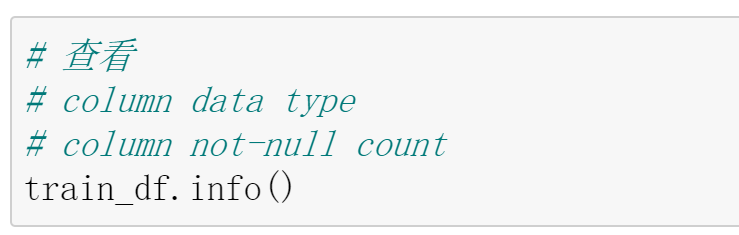 # 查看
# column data type
# column not-null count
train_df.info()